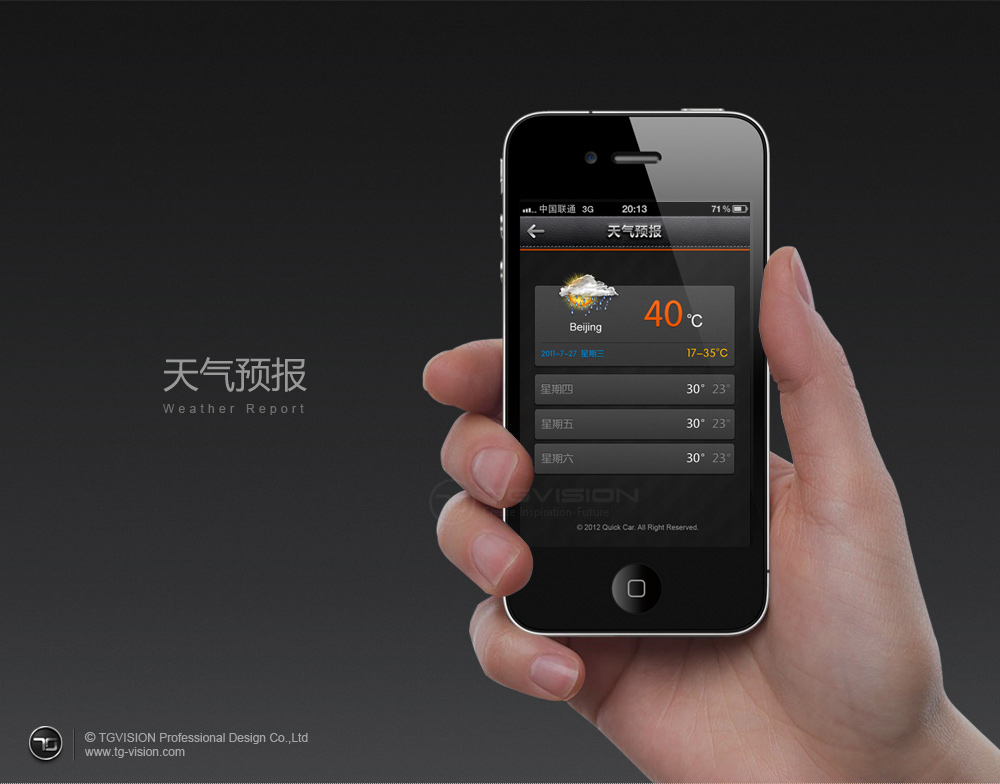 中国联通 3G 20:13 71%
天气预报
40°C
Beijing
2011-7-27 星期三 17-35°C
星期四 30° 23°
星期五 30° 23°
星期六 30° 23°
TGVISION
Inspiration Future
© 2012 Quick Car. All Right Reserved.
天气预报
Weather Report
© TGVISION Professional Design Co.,Ltd
www.tg-vision.com